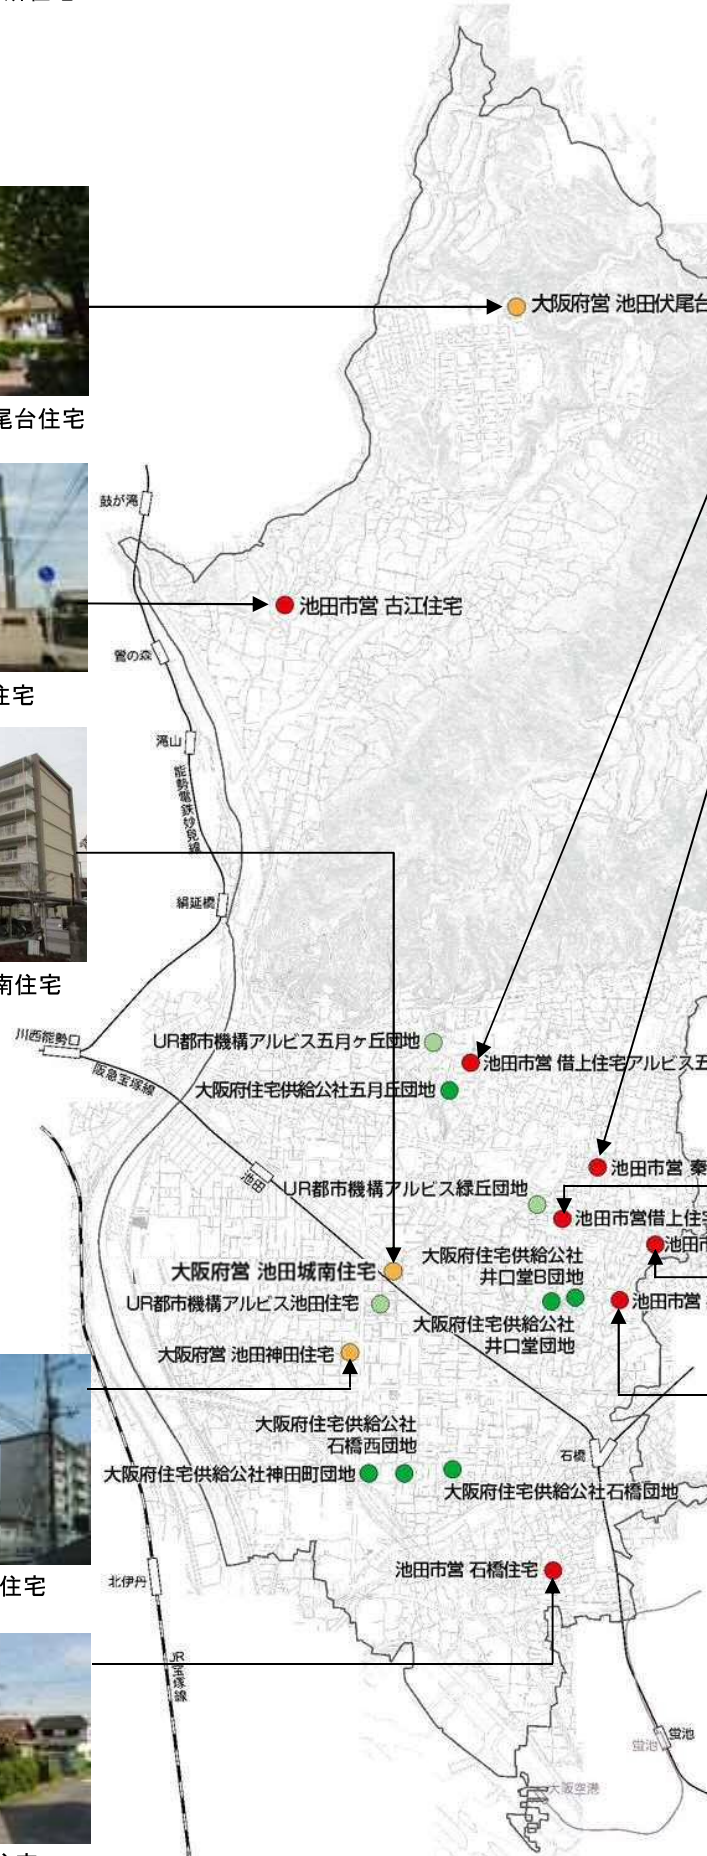 大阪府営 池田伏尾台
尾台住宅
鼓が滝
池田市営 古江住宅
鶯の森
住宅
滝山
能勢電鉄妙見線
絹延橋
南住宅
川西能勢口
UR都市機構アルビス五月ヶ丘団地
池田市営 借上住宅アルビス五
阪急宝塚線
大阪府住宅供給公社五月丘団地
池田市営 秦
池田
UR都市機構アルビス緑丘団地
池田市営借上住宅
大阪府住宅供給公社
井口堂B団地
池田市
大阪府営 池田城南住宅
UR都市機構アルビス池田住宅
池田市営
大阪府住宅供給公社
井口堂団地
大阪府営 池田神田住宅
大阪府住宅供給公社
石橋西団地
石橋
大阪府住宅供給公社神田町団地
大阪府住宅供給公社石橋団地
池田市営 石橋住宅
北伊丹
住宅
JR宝塚線
蛍池
蛍池
大阪空港